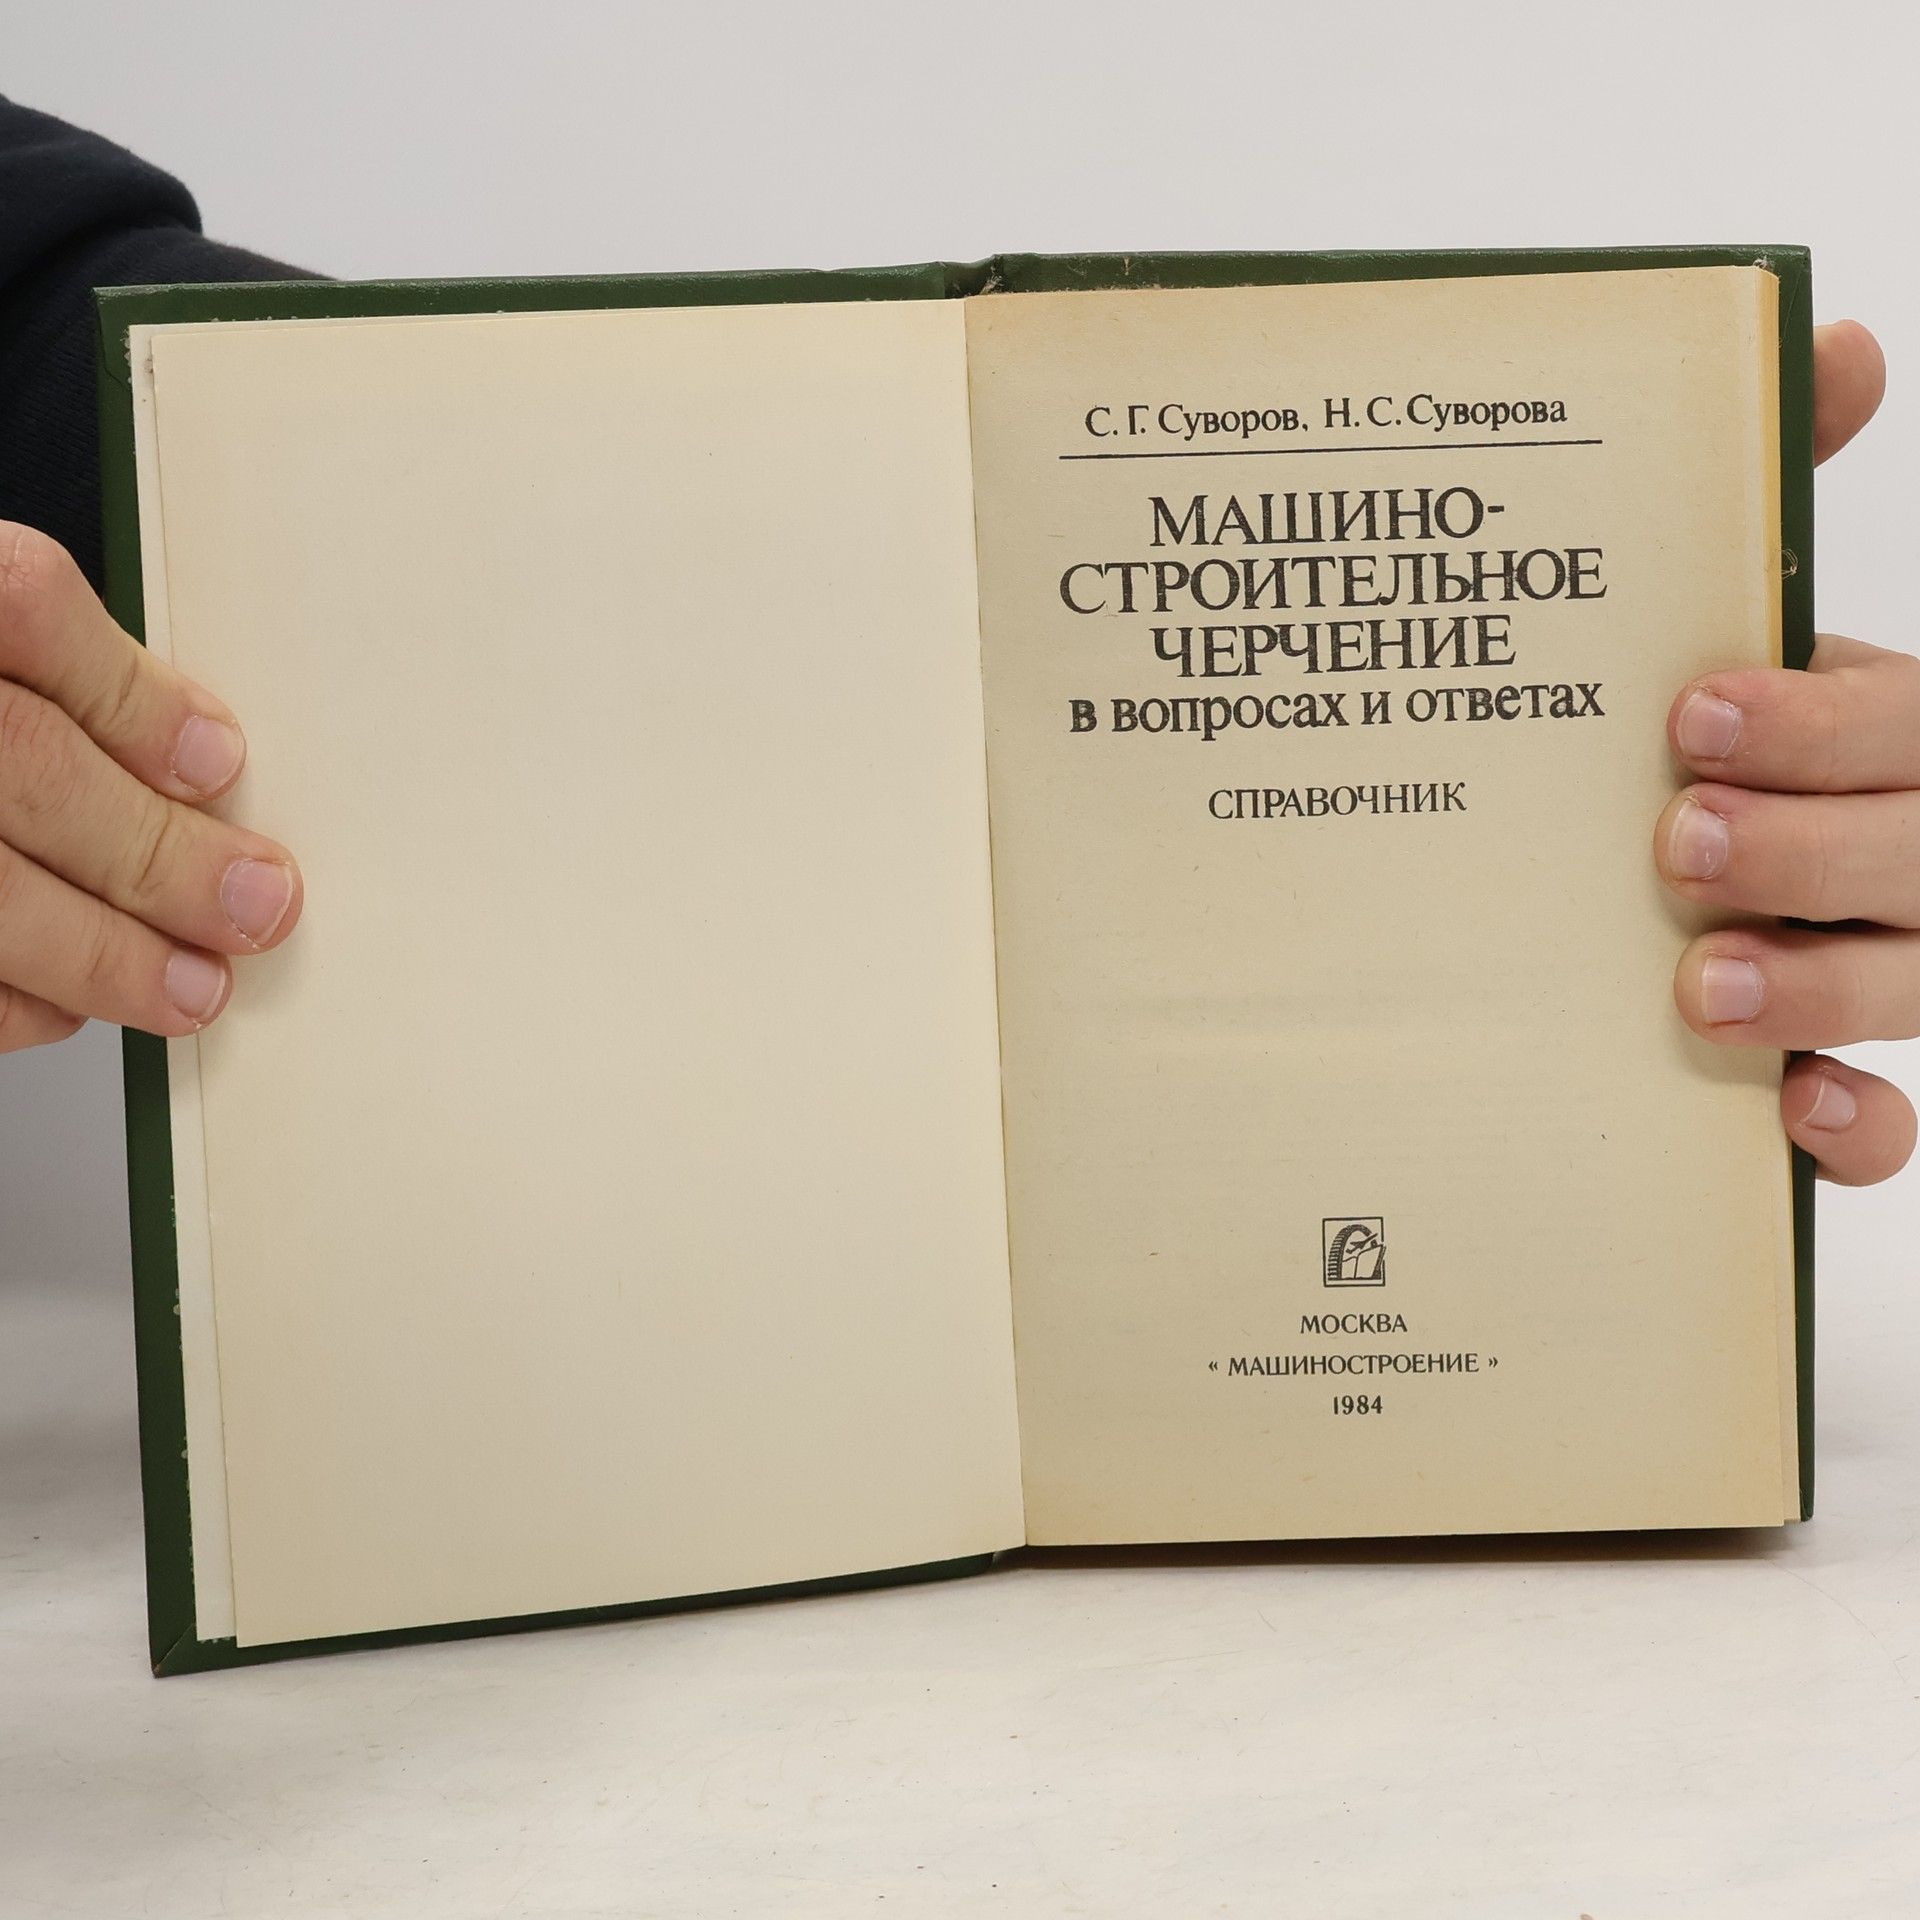 С. Г. Суворов, Н. С. Суворова
МАШИНО-
СТРОИТЕЛЬНОЕ
ЧЕРЧЕНИЕ
в вопросах и ответах
СПРАВОЧНИК
МОСКВА
« МАШИНОСТРОЕНИЕ »
1984